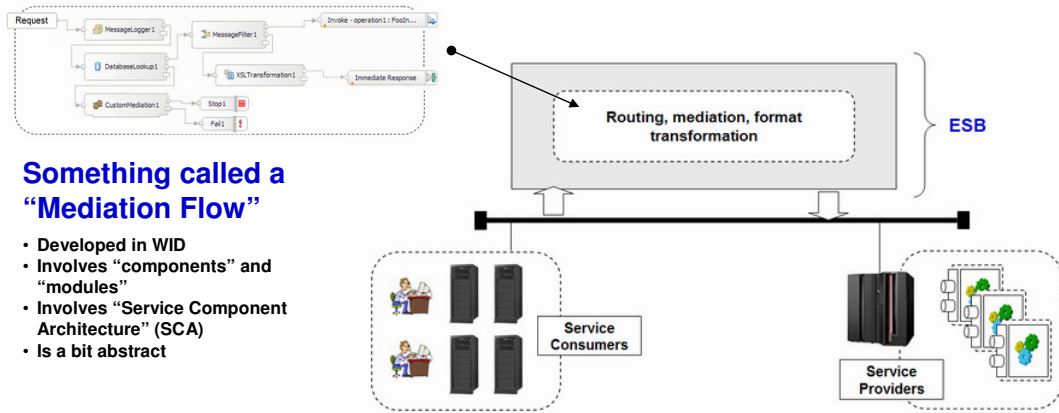 Request
MessageLogger1
MessageFilter1
Invoke - operation1 : FooIn...
DatabaseLookup1
XSLTransformation1
Immediate Response
CustomMediation1
Stop1
Fail1
Routing, mediation, format
transformation
ESB
Something called a
“Mediation Flow”
• Developed in WID
• Involves “components” and
“modules”
• Involves “Service Component
Architecture” (SCA)
• Is a bit abstract
Service
Consumers
Service
Providers